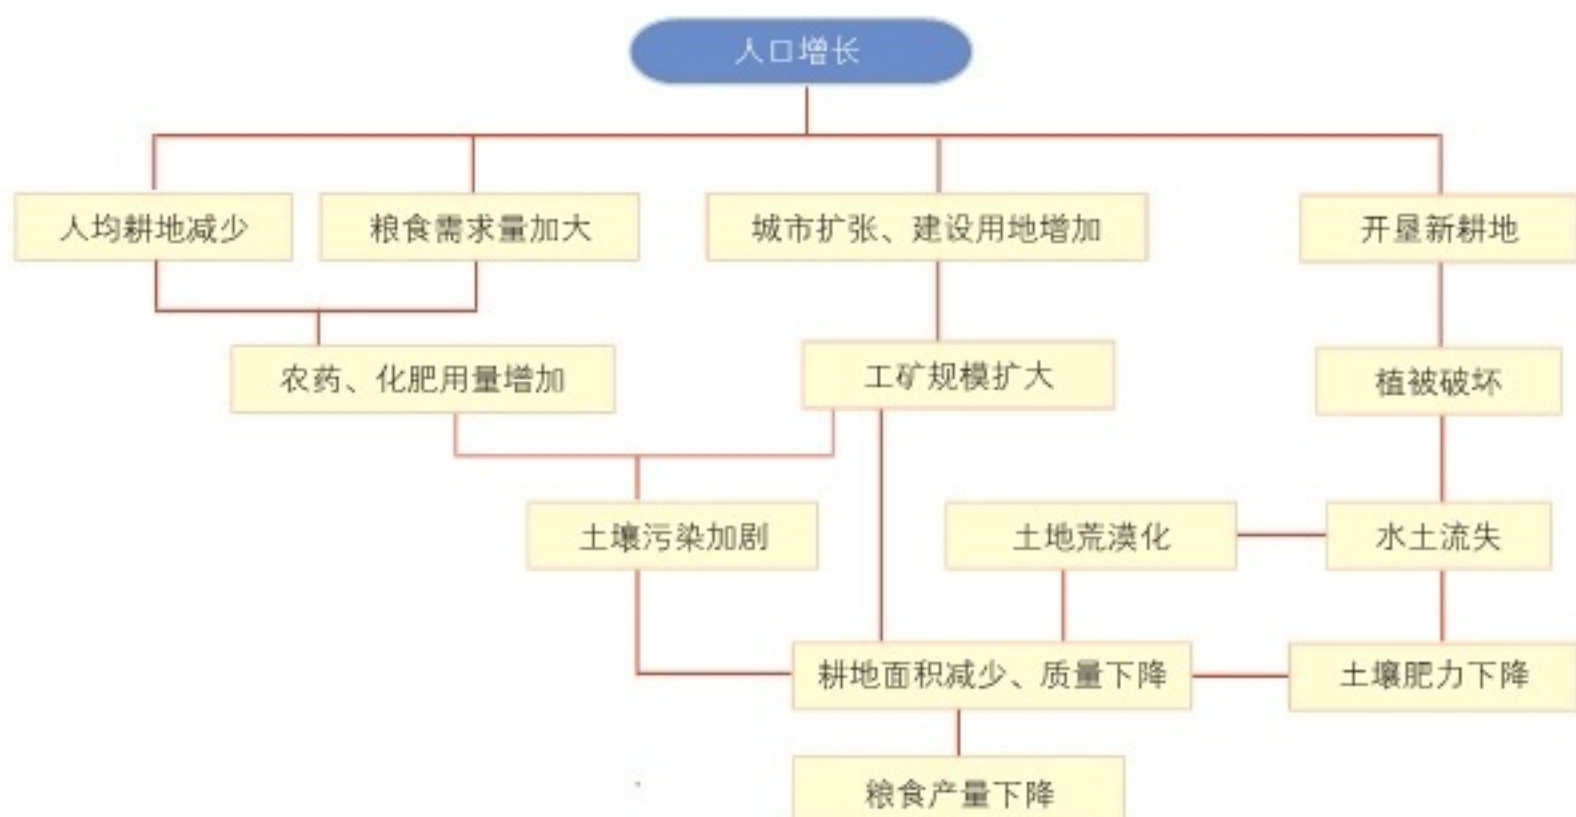 人口增长
人均耕地减少
粮食需求量加大
城市扩张、建设用地增加
开垦新耕地
农药、化肥用量增加
工矿规模扩大
植被破坏
土壤污染加剧
土地荒漠化
水土流失
耕地面积减少、质量下降
土壤肥力下降
粮食产量下降